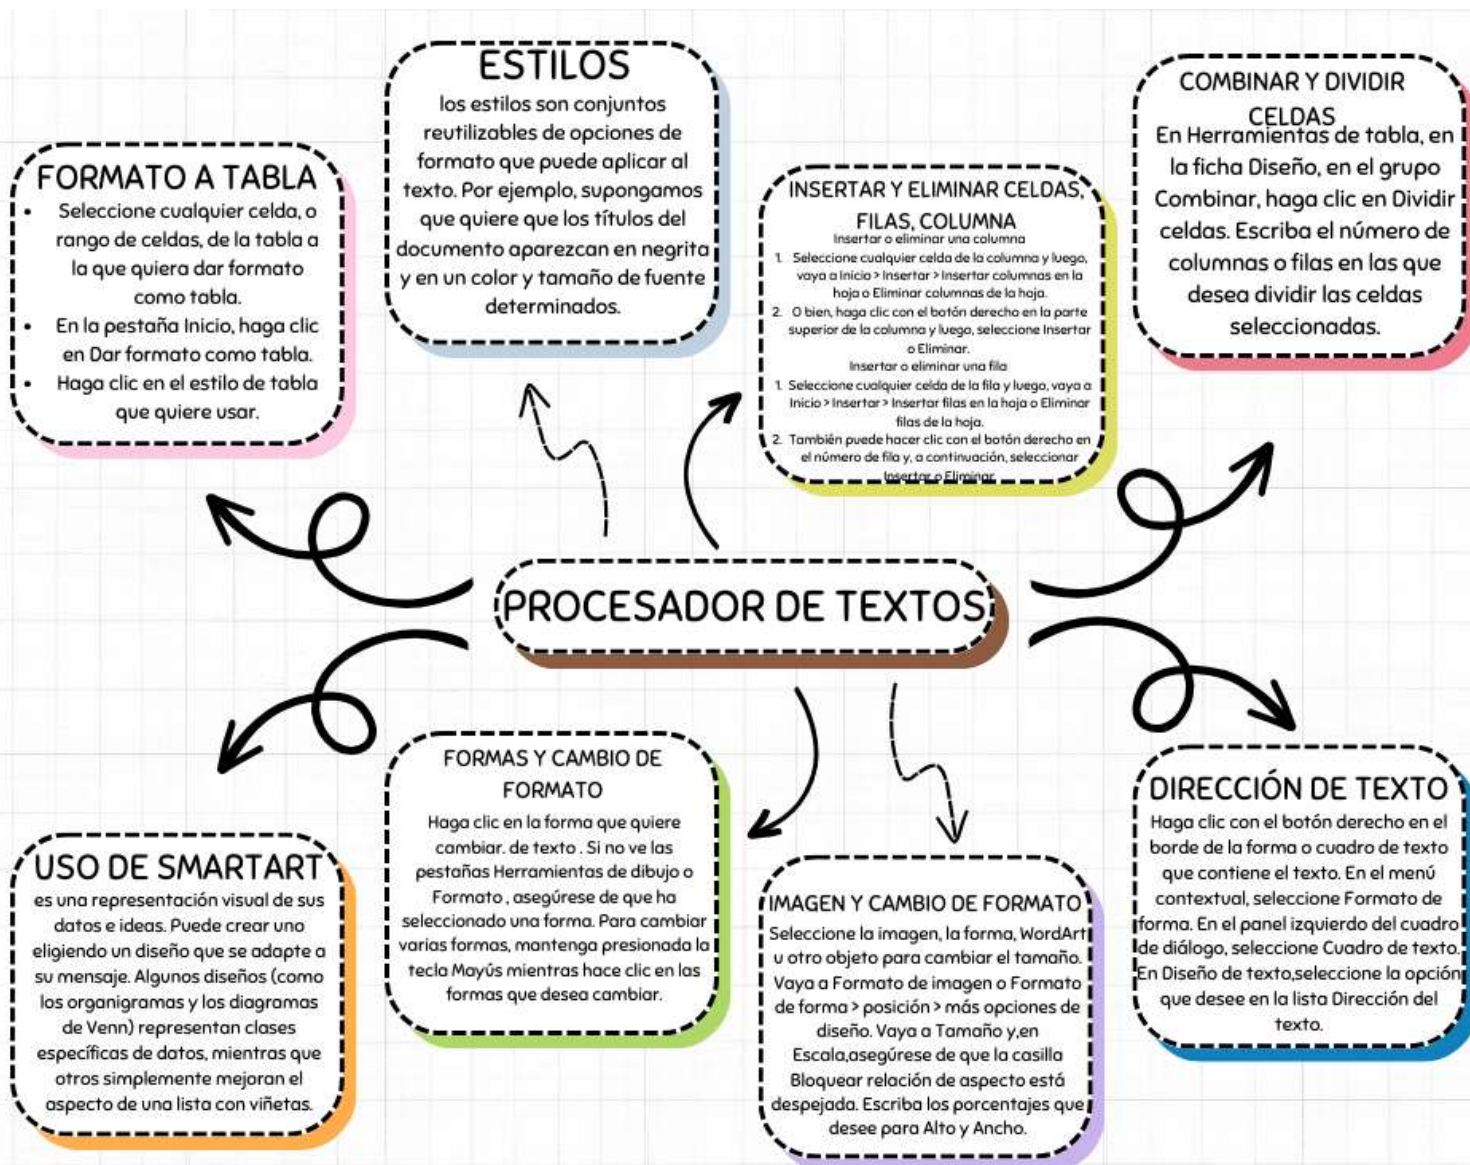 ESTILOS
los estilos son conjuntos
reutilizables de opciones de
formato que puede aplicar al
texto. Por ejemplo, supongamos
que quiere que los títulos del
documento aparezcan en negrita
y en un color y tamaño de fuente
determinados.
COMBINAR Y DIVIDIR
CELDAS
En Herramientas de tabla, en
la ficha Diseño, en el grupo
Combinar, haga clic en Dividir
celdas. Escriba el número de
columnas o filas en las que
desea dividir las celdas
seleccionadas.
FORMATO A TABLA
• Seleccione cualquier celda, o
rango de celdas, de la tabla a
la que quiera dar formato
como tabla.
• En la pestaña Inicio, haga clic
en Dar formato como tabla.
• Haga clic en el estilo de tabla
que quiere usar.
INSERTAR Y ELIMINAR CELDAS,
FILAS, COLUMNA
Insertar o eliminar una columna
1. Seleccione cualquier celda de la columna y luego,
vaya a Inicio > Insertar > Insertar columnas en la
hoja o Eliminar columnas de la hoja.
2. O bien, haga clic con el botón derecho en la parte
superior de la columna y luego, seleccione Insertar
o Eliminar.
Insertar o eliminar una fila
1. Seleccione cualquier celda de la fila y luego, vaya a
Inicio > Insertar > Insertar filas en la hoja o Eliminar
filas de la hoja.
2. También puede hacer clic con el botón derecho en
el número de fila y, a continuación, seleccionar
Insertar o Eliminar
PROCESADOR DE TEXTOS
FORMAS Y CAMBIO DE
FORMATO
Haga clic en la forma que quiere
cambiar. de texto . Si no ve las
pestañas Herramientas de dibujo o
Formato , asegúrese de que ha
seleccionado una forma. Para cambiar
varias formas, mantenga presionada la
tecla Mayús mientras hace clic en las
formas que desea cambiar.
DIRECCIÓN DE TEXTO
Haga clic con el botón derecho en el
borde de la forma o cuadro de texto
que contiene el texto. En el menú
contextual, seleccione Formato de
forma. En el panel izquierdo del cuadro
de diálogo, seleccione Cuadro de texto.
En Diseño de texto,seleccione la opción
que desee en la lista Dirección del
texto.
USO DE SMARTART
es una representación visual de sus
datos e ideas. Puede crear uno
eligiendo un diseño que se adapte a
su mensaje. Algunos diseños (como
los organigramas y los diagramas
de Venn) representan clases
específicas de datos, mientras que
otros simplemente mejoran el
aspecto de una lista con viñetas.
IMAGEN Y CAMBIO DE FORMATO
Seleccione la imagen, la forma, WordArt
u otro objeto para cambiar el tamaño.
Vaya a Formato de imagen o Formato
de forma > posición > más opciones de
diseño. Vaya a Tamaño y,en
Escala,asegúrese de que la casilla
Bloquear relación de aspecto está
despejada. Escriba los porcentajes que
desee para Alto y Ancho.